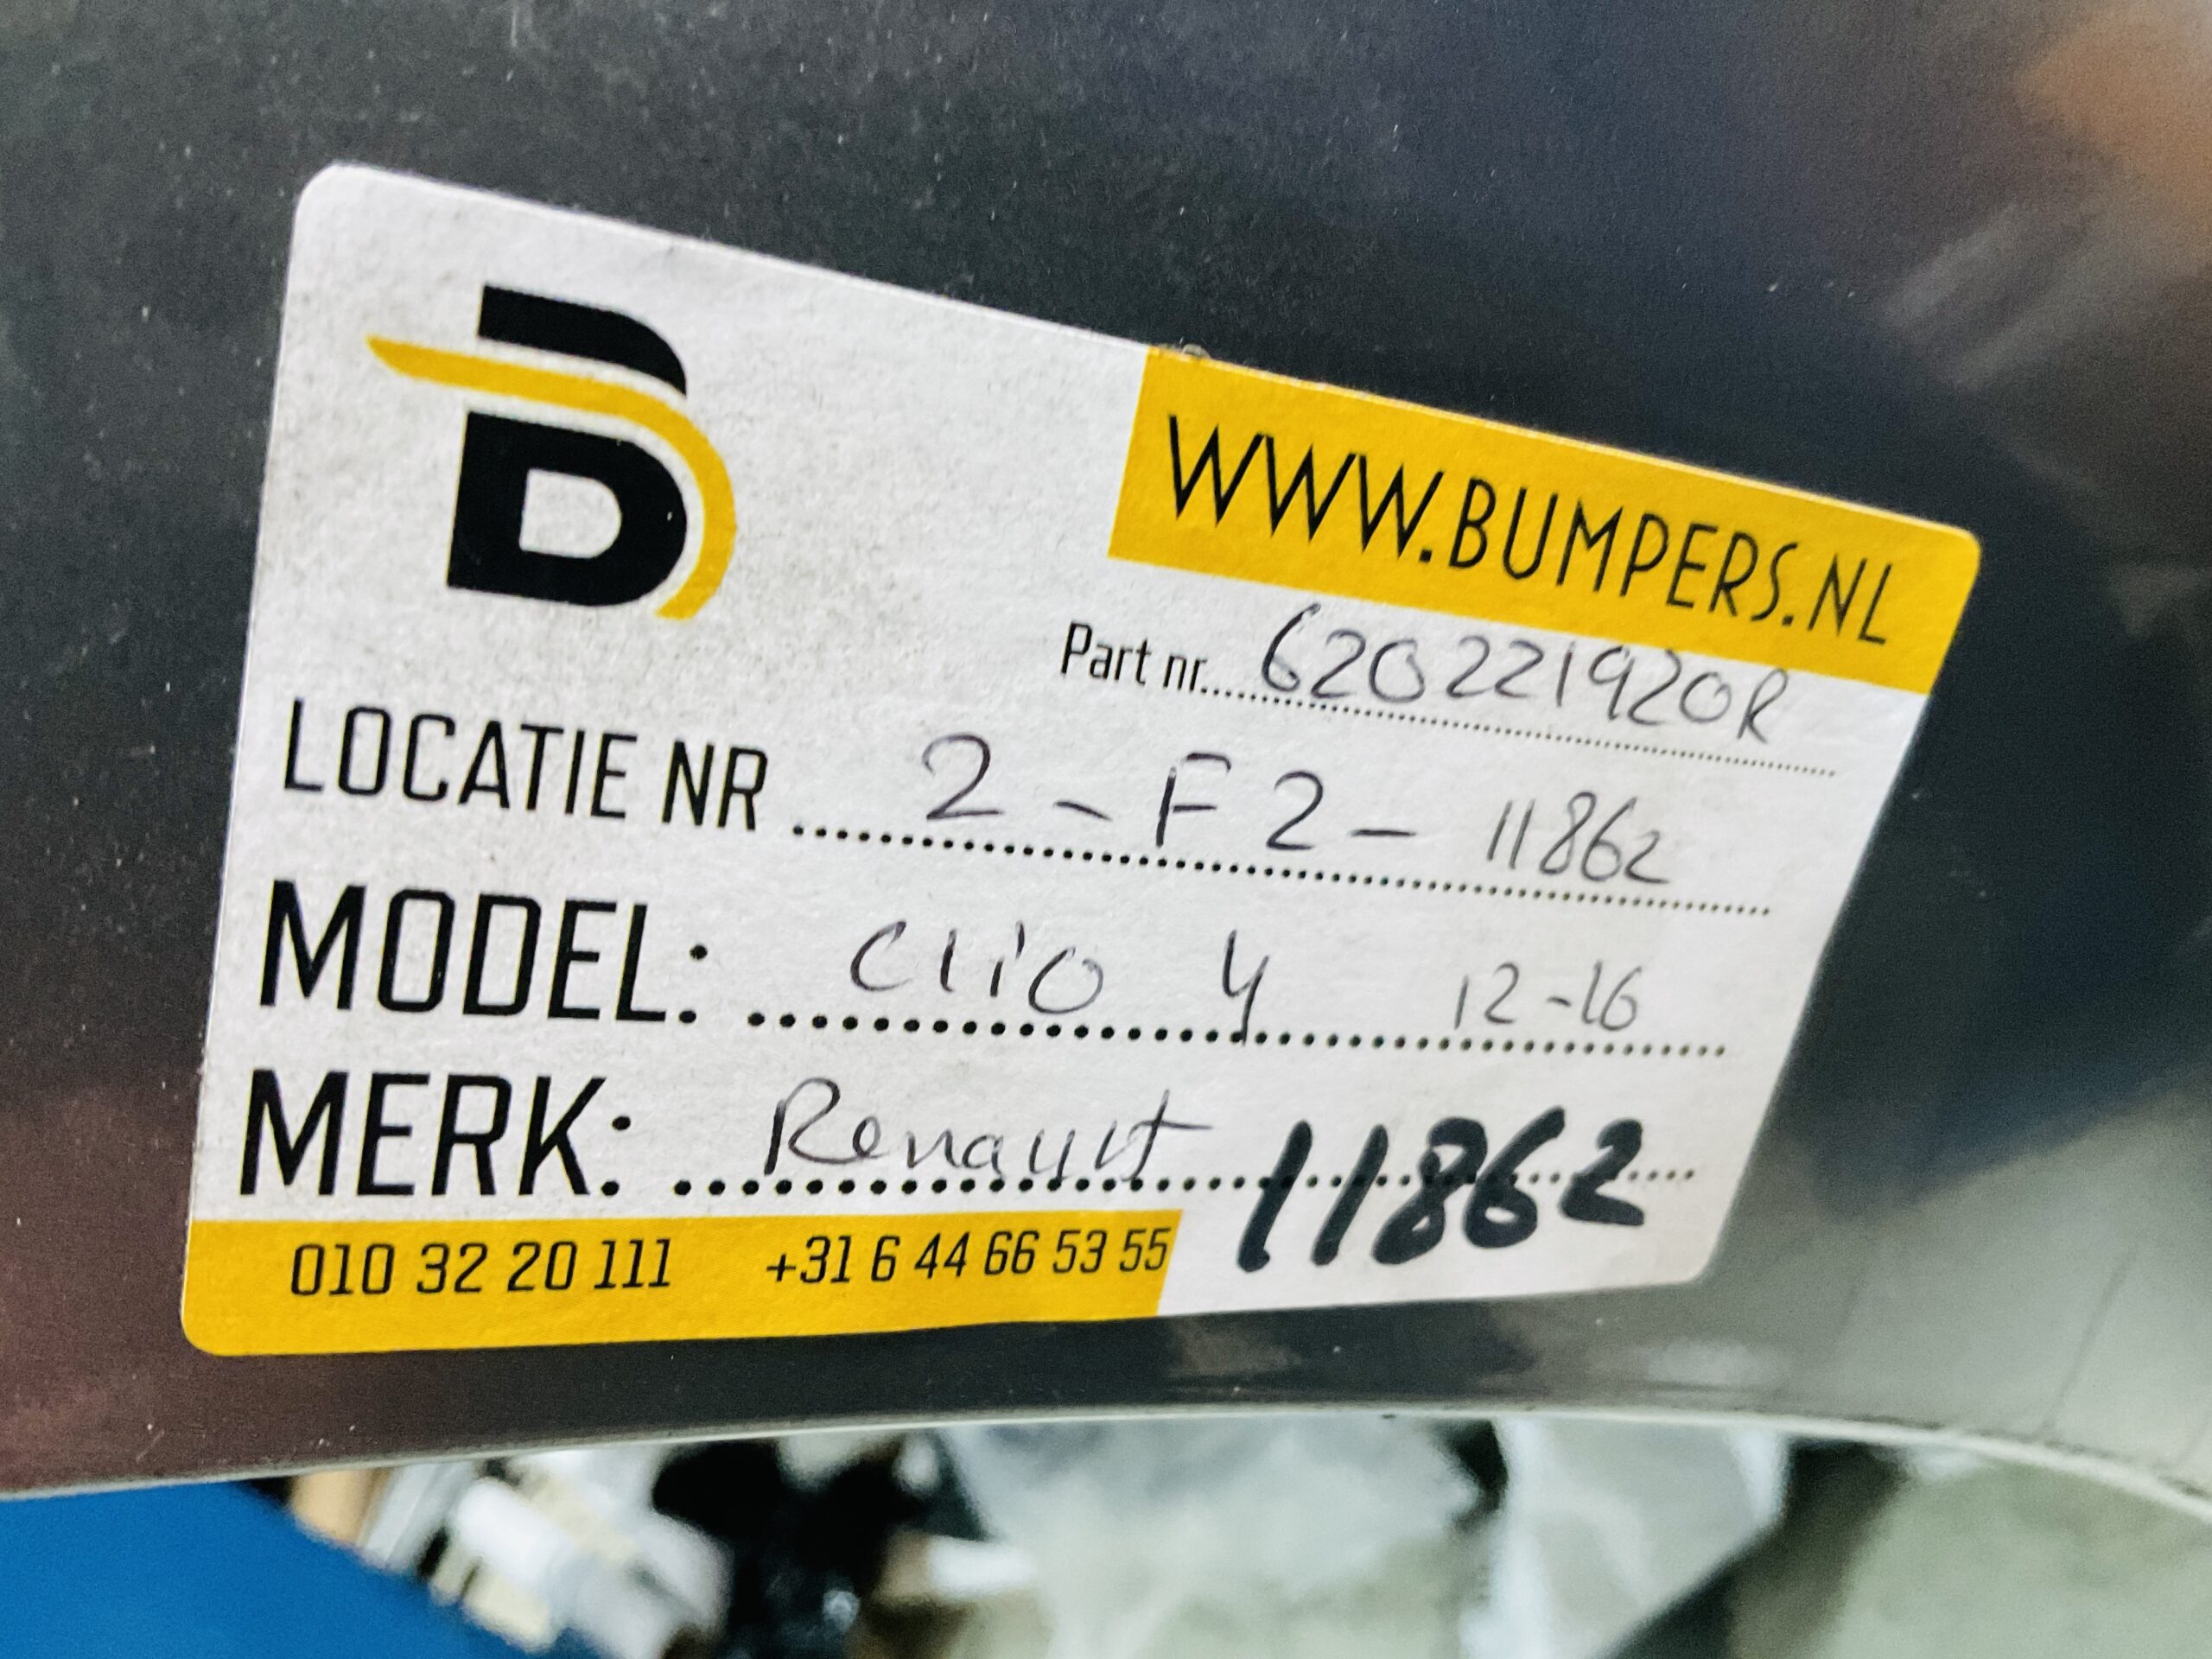 B
WWW.BUMPERS.NL
Part nr. 620221920R
LOCATIE NR 2-F2-11862
MODEL: Clio 4 12-16
MERK: Renault 11862
010 32 20 111 +31 6 44 66 53 55